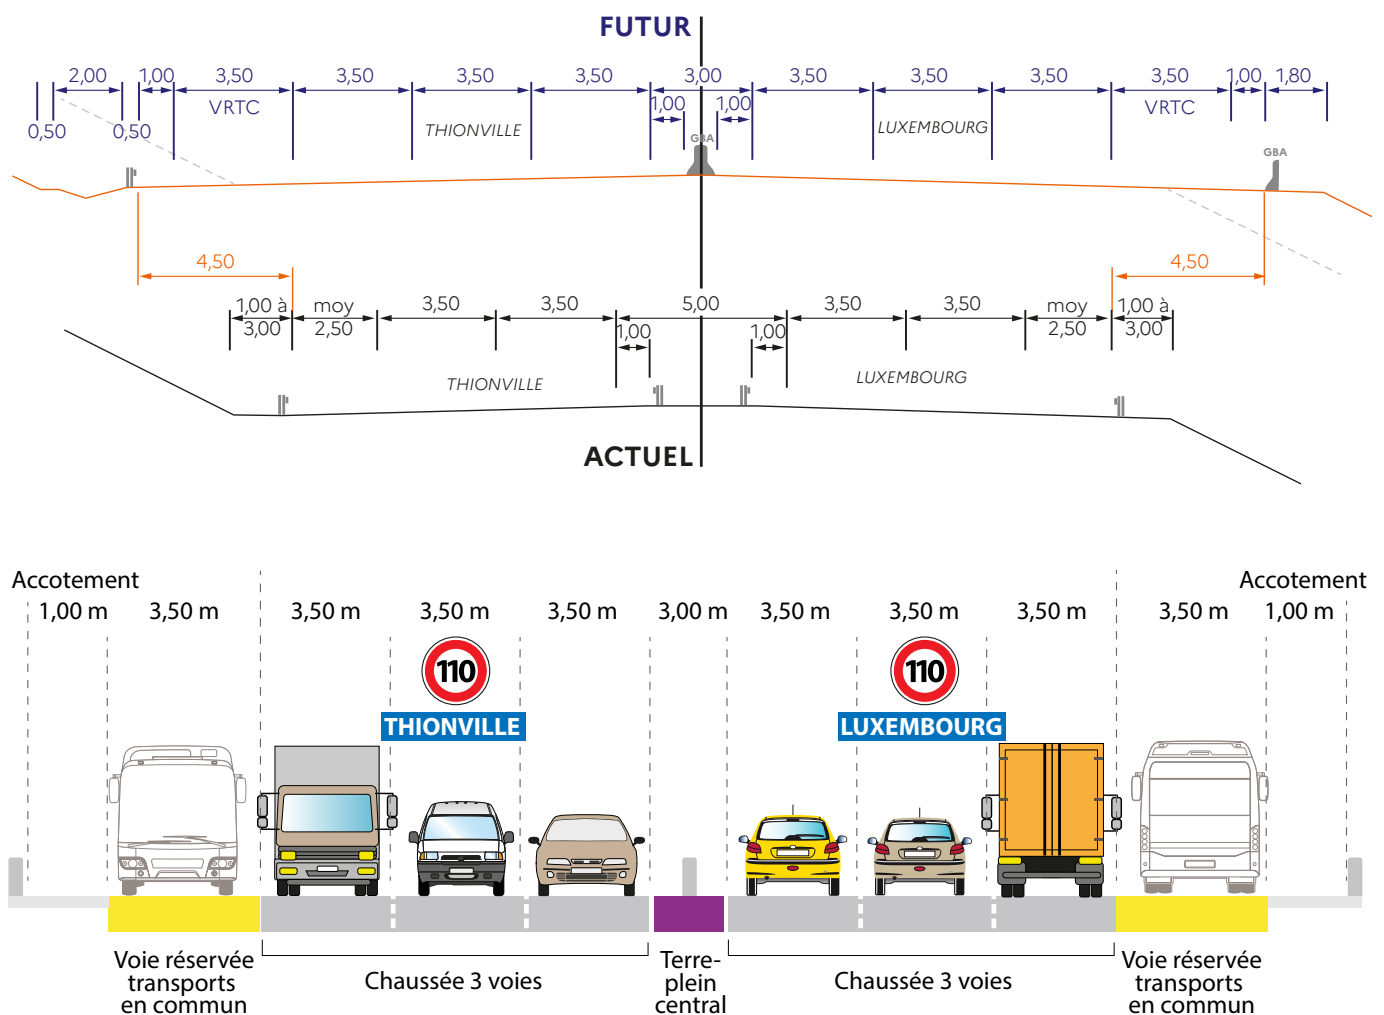 FUTUR
2,00 1,00 3,50 3,50 3,50 3,50 3,00 3,50 3,50 3,50 3,50 1,00 1,80
VRTC 1,00 1,00 VRTC
0,50 0,50 THIONVILLE LUXEMBOURG
GBA
GBA
4,50 4,50
1,00 à moy 3,50 3,50 5,00 3,50 3,50 moy 1,00 à
3,00 2,50 1,00 1,00 2,50 3,00
THIONVILLE LUXEMBOURG
ACTUEL
Accotement Accotement
1,00 m 3,50 m 3,50 m 3,50 m 3,50 m 3,00 m 3,50 m 3,50 m 3,50 m 3,50 m 1,00 m
110 110
THIONVILLE LUXEMBOURG
Voie réservée
transports
en commun
Chaussée 3 voies
Terre-
plein
central
Chaussée 3 voies
Voie réservée
transports
en commun